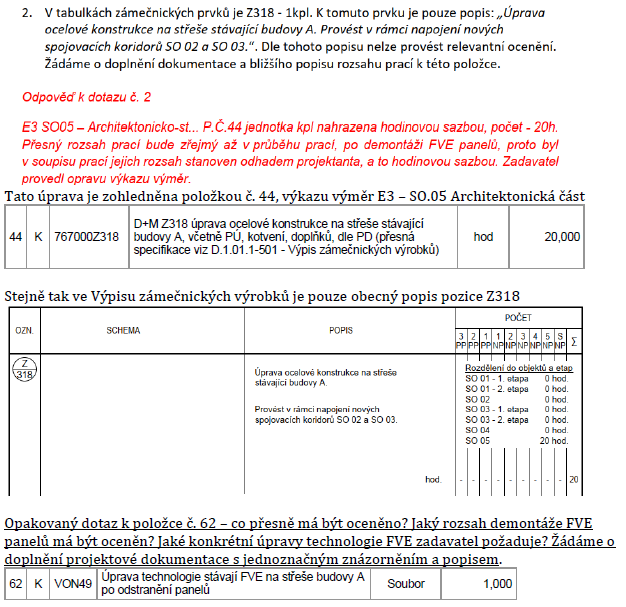 2. V tabulkách zámečnických prvků je Z318 - 1kpl. K tomuto prvku je pouze popis: „Úprava
ocelové konstrukce na střeše stávající budovy A. Provést v rámci napojení nových
spojovacích koridorů SO 02 a SO 03.“. Dle tohoto popisu nelze provést relevantní ocenění.
Žádáme o doplnění dokumentace a bližšího popisu rozsahu prací k této položce.
Odpověď k dotazu č. 2
E3 SO05 – Architektonicko-st... P.Č.44 jednotka kpl nahrazena hodinovou sazbou, počet - 20h.
Přesný rozsah prací bude zřejmý až v průběhu prací, po demontáži FVE panelů, proto byl
v soupisu prací jejich rozsah stanoven odhadem projektanta, a to hodinovou sazbou. Zadavatel
provedl opravu výkazu výměr.
Tato úprava je zohledněna položkou č. 44, výkazu výměr E3 – SO.05 Architektonická část
44 K 767000Z318 D+M Z318 úprava ocelové konstrukce na střeše stávající
budovy A, včetně PÚ, kotvení, doplňků, dle PD (přesná
specifikace viz D.1.01.1-501 - Výpis zámečnických výrobků) hod 20,000
Stejně tak ve Výpisu zámečnických výrobků je pouze obecný popis pozice Z318
OZN. SCHEMA POPIS POČET
3 2 1 1 2 3 4 5 S Σ
PP PP PP NP NP NP NP NP NP
Z
318
Úprava ocelové konstrukce na střeše
stávající budovy A.
Provést v rámci napojení nových
spojovacích koridorů SO 02 a SO 03.
Rozdělení do objektů a etap
SO 01 - 1. etapa 0 hod.
SO 01 - 2. etapa 0 hod.
SO 02 0 hod.
SO 03 - 1. etapa 0 hod.
SO 03 - 2. etapa 0 hod.
SO 04 0 hod.
SO 05 20 hod.
hod. - - - - - - - - - 20
Opakovaný dotaz k položce č. 62 – co přesně má být oceněno? Jaký rozsah demontáže FVE
panelů má být oceněn? Jaké konkrétní úpravy technologie FVE zadavatel požaduje? Žádáme o
doplnění projektové dokumentace s jednoznačným znázorněním a popisem.
62 K VON49 Úprava technologie stávají FVE na střeše budovy A
po odstranění panelů Soubor 1,000